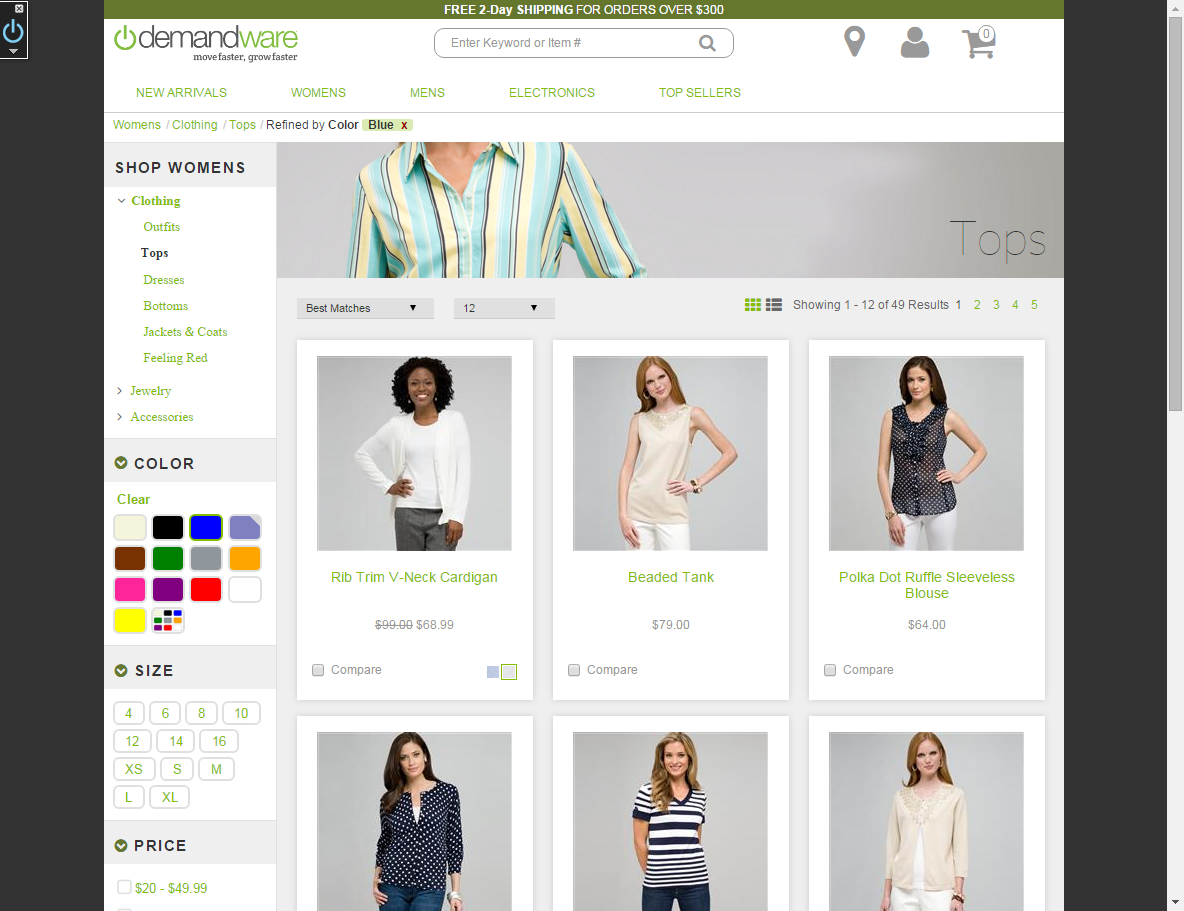 FREE 2-Day SHIPPING FOR ORDERS OVER $300
demandware
move faster, grow faster
Enter Keyword or Item #
0
NEW ARRIVALS WOMENS MENS ELECTRONICS TOP SELLERS
Womens / Clothing / Tops / Refined by Color Blue x
SHOP WOMENS
Clothing
Outfits
Tops
Dresses
Bottoms
Jackets & Coats
Feeling Red
Jewelry
Accessories
COLOR
Clear
SIZE
4 6 8 10
12 14 16
XS S M
L XL
PRICE
$20 - $49.99
Tops
Best Matches 12 Showing 1 - 12 of 49 Results 1 2 3 4 5
Rib Trim V-Neck Cardigan
$99.00 $68.99
Compare
Beaded Tank
$79.00
Compare
Polka Dot Ruffle Sleeveless
Blouse
$64.00
Compare